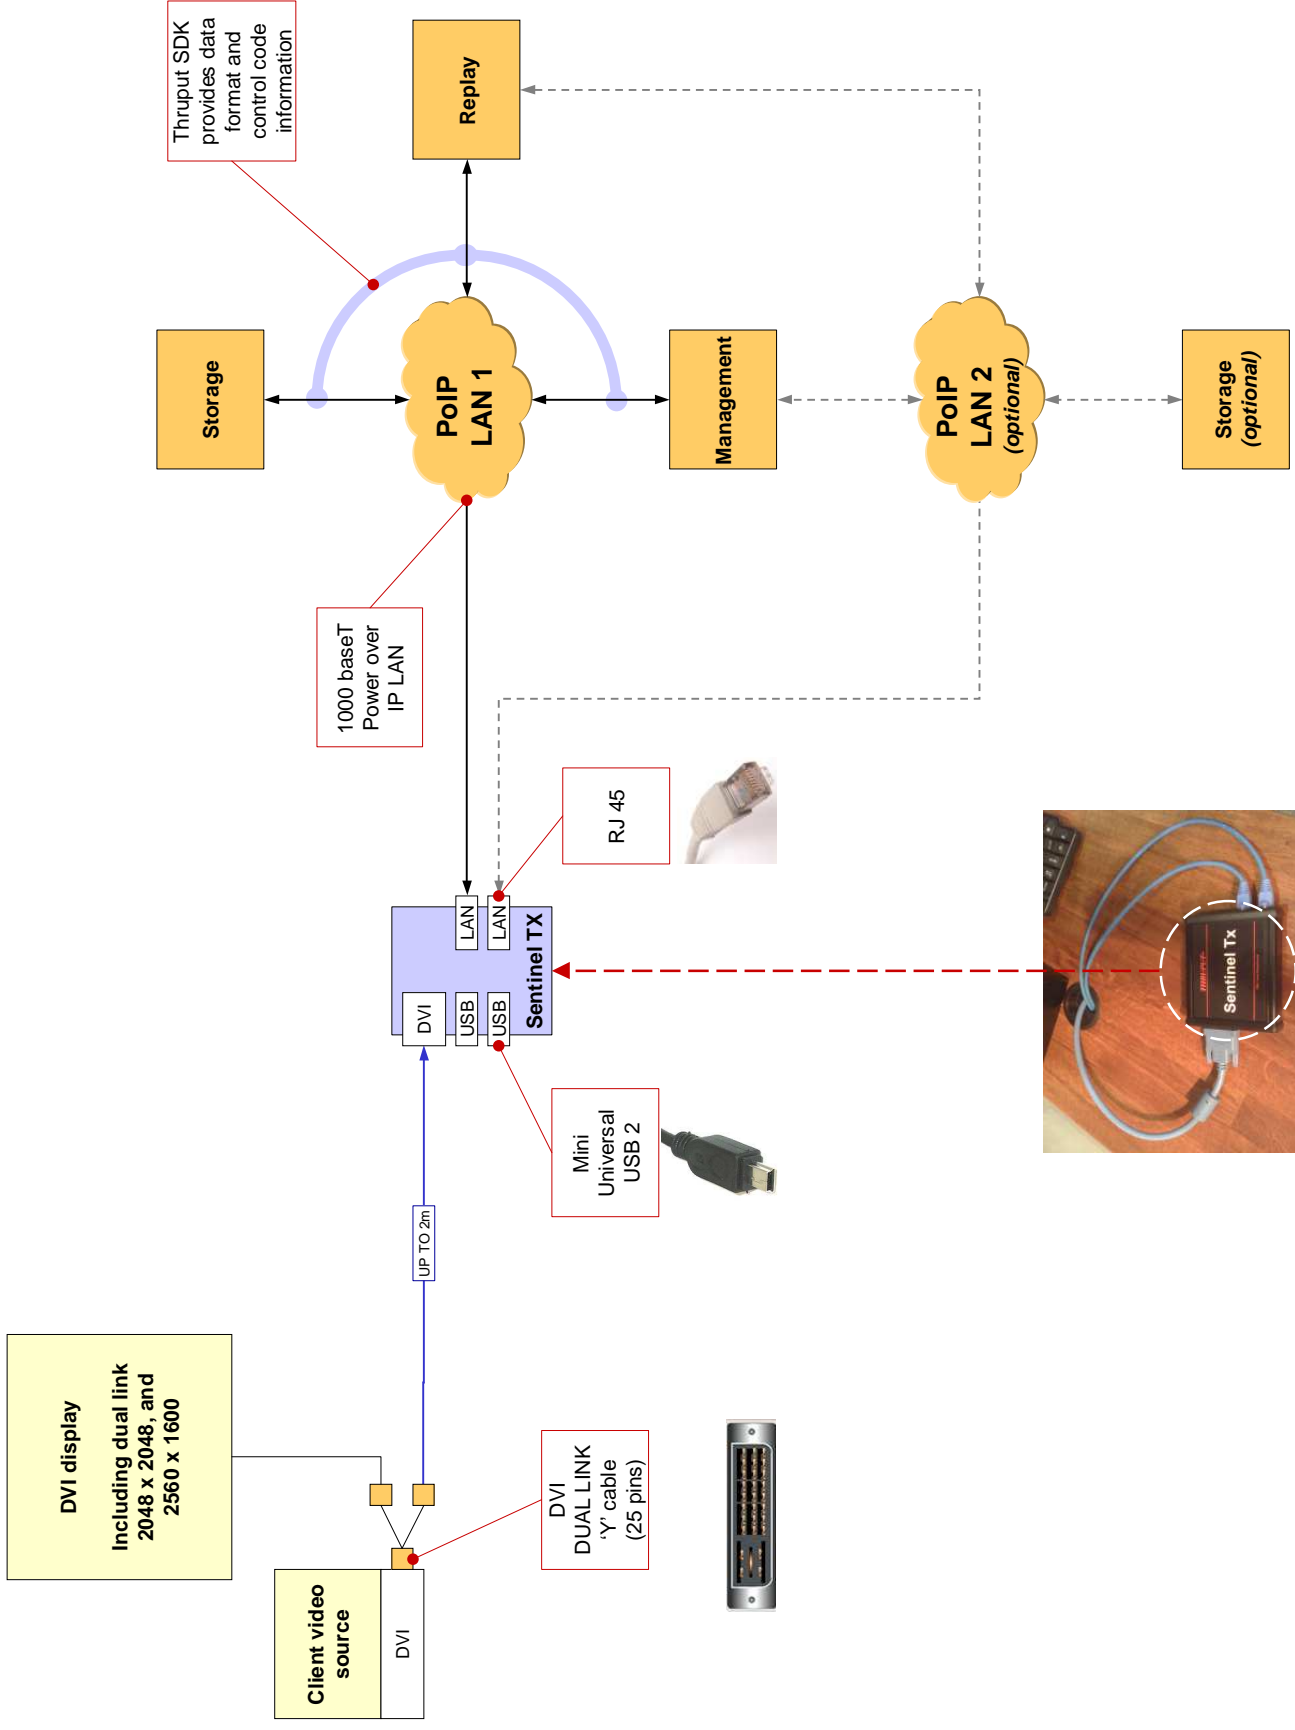 DVI display
Including dual link
2048 x 2048, and
2560 x 1600
Client video
source
DVI
DVI
DUAL LINK
‘Y’ cable
(25 pins)
UP TO 2m
Mini
Universal
USB 2
DVI
USB
USB
LAN
LAN
Sentinel TX
RJ 45
1000 baseT
Power over
IP LAN
Storage
PoIP
LAN 1
Management
Thruput SDK
provides data
format and
control code
information
Replay
PoIP
LAN 2
(optional)
Storage
(optional)
Sentinel Tx